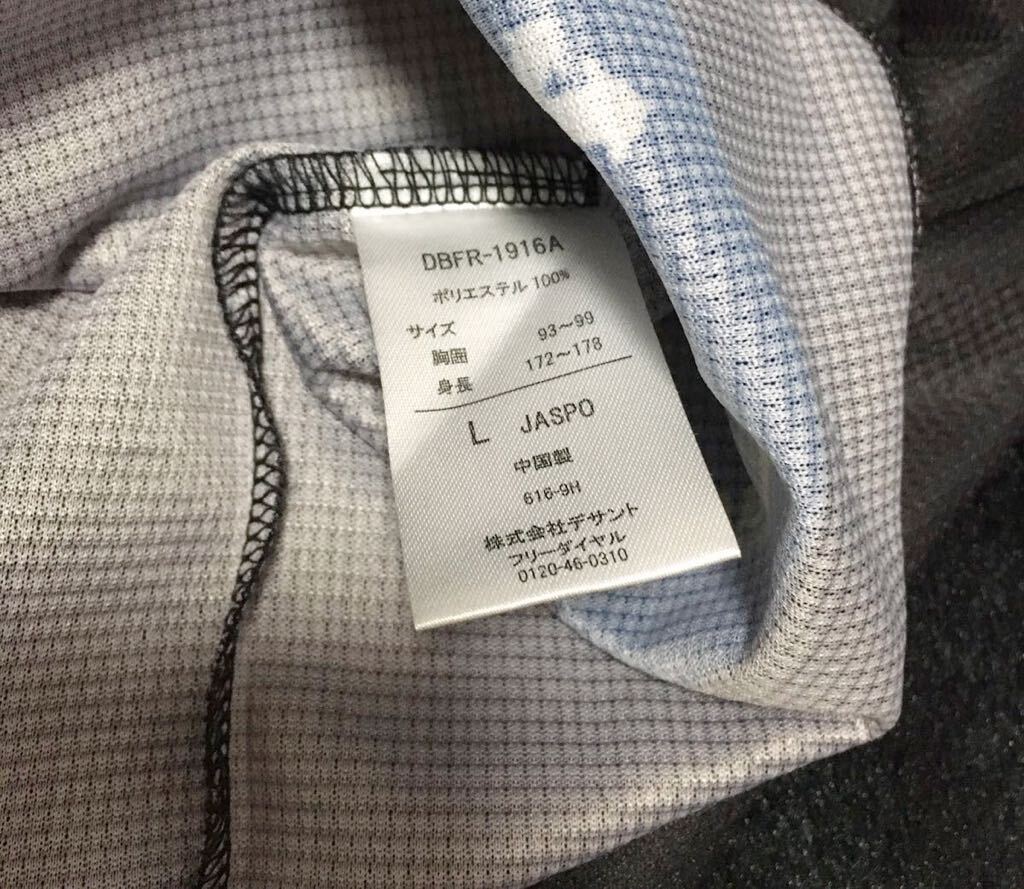 DBFR-1916A
ポリエステル 100%
サイズ
胸囲 93～99
身長 172～178
L JASPO
中国製
616-9H
株式会社デサント
フリーダイヤル
0120-46-0310